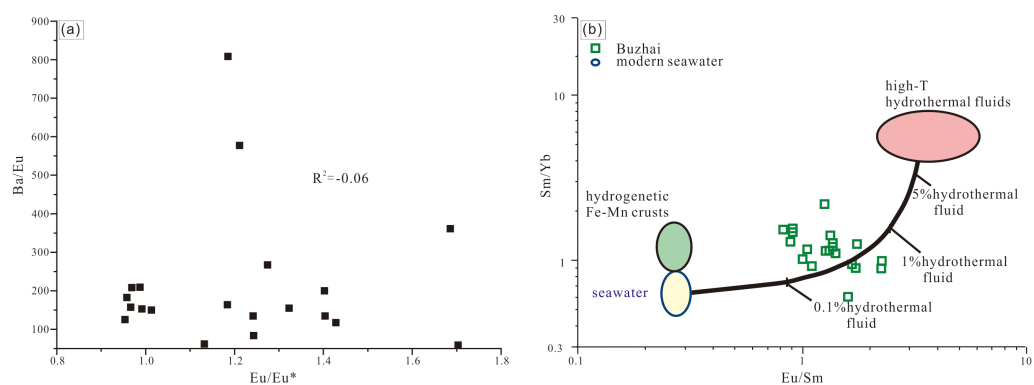 (a)
900
800
700
600
500
400
300
200
100
Ba/Eu
R²=-0.06
0.8
1.0
1.2
1.4
1.6
1.8
Eu/Eu*
(b)
30
10
1
0.3
Sm/Yb
Buzhai
modern seawater
high-T
hydrothermal fluids
hydrogenetic
Fe-Mn crusts
5%hydrothermal
fluid
1%hydrothermal
fluid
seawater
0.1%hydrothermal
fluid
0.1
1
10
Eu/Sm